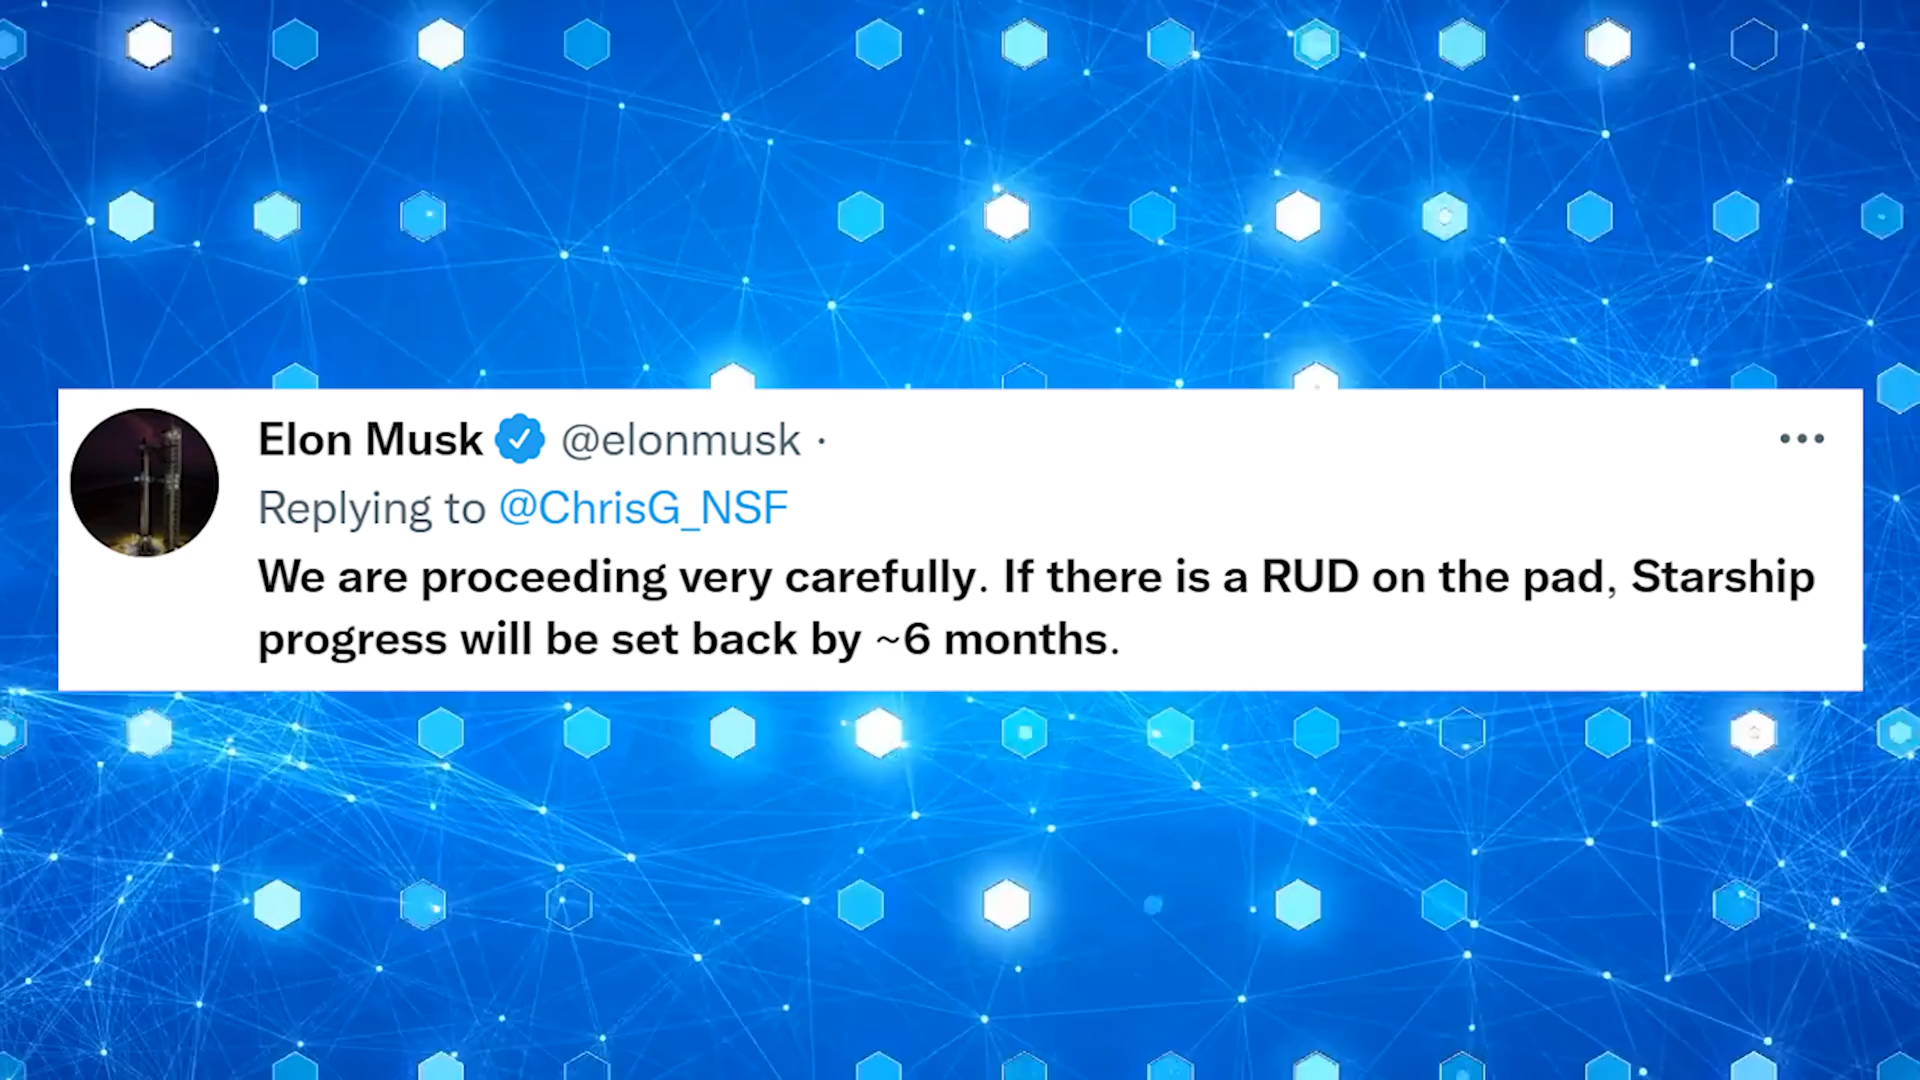 Elon Musk @elonmusk ·
Replying to @ChrisG_NSF
We are proceeding very carefully. If there is a RUD on the pad, Starship
progress will be set back by ~6 months.